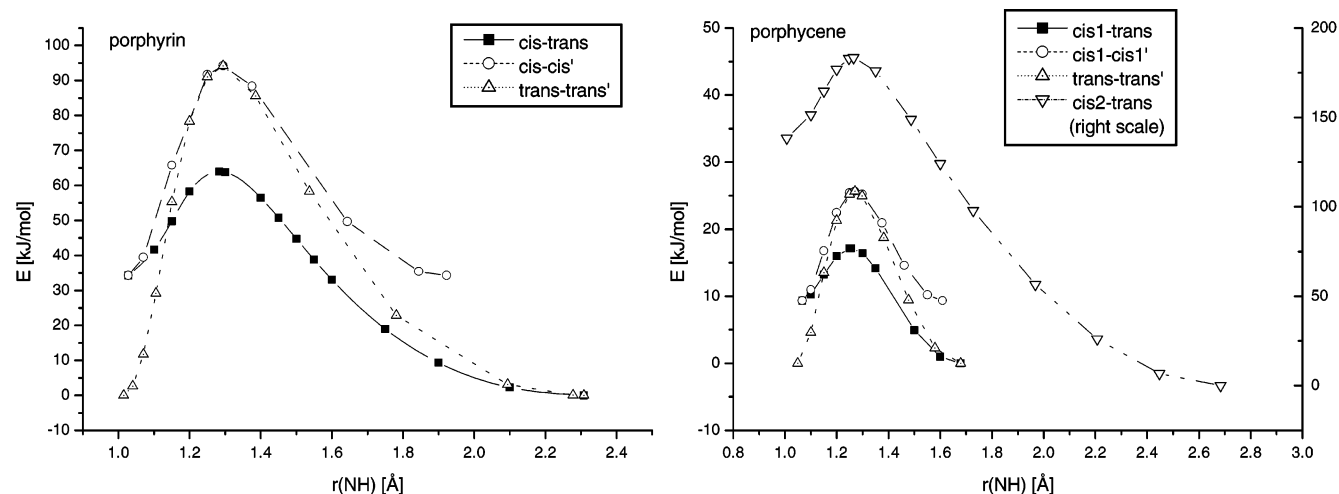 porphyrin
cis-trans
cis-cis'
trans-trans'
E [kJ/mol]
100
90
80
70
60
50
40
30
20
10
0
-10
1.0 1.2 1.4 1.6 1.8 2.0 2.2 2.4
r(NH) [Å]
porphycene
cis1-trans
cis1-cis1'
trans-trans'
cis2-trans
(right scale)
E [kJ/mol]
50
40
30
20
10
0
-10
200
150
100
50
0
0.8 1.0 1.2 1.4 1.6 1.8 2.0 2.2 2.4 2.6 2.8 3.0
r(NH) [Å]